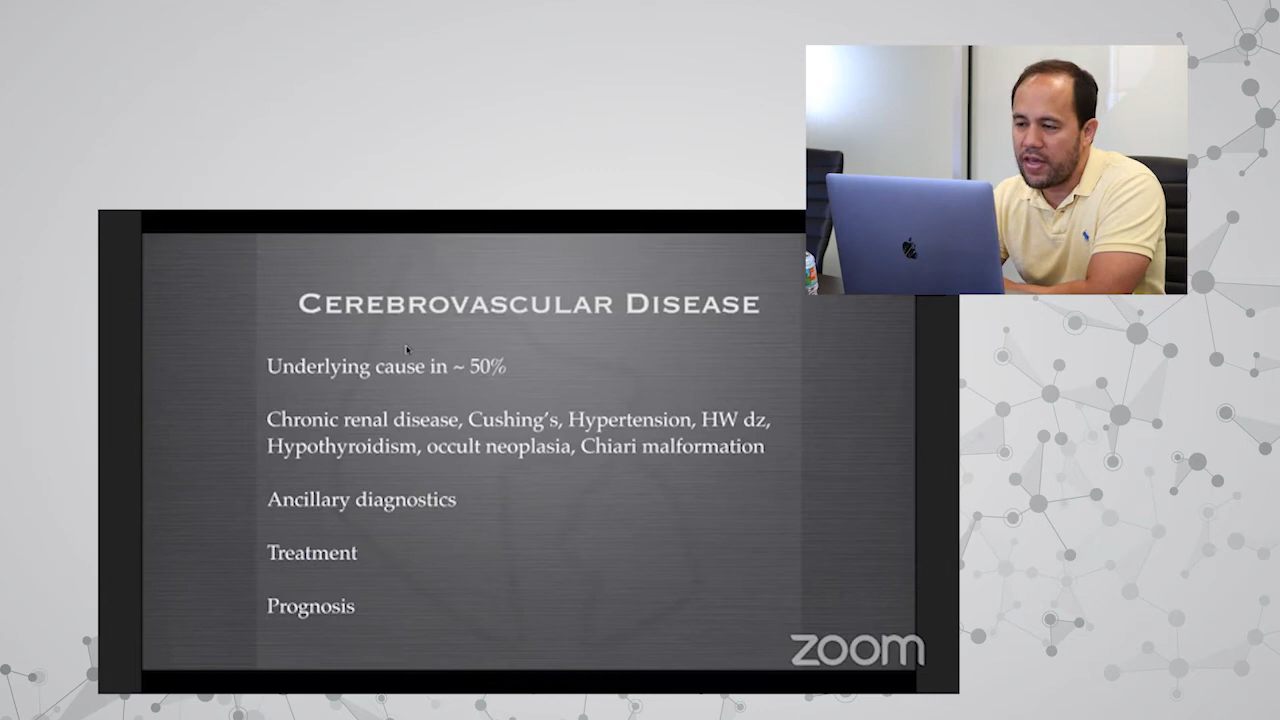 Cerebrovascular Disease
Underlying cause in ~ 50%
Chronic renal disease, Cushing's, Hypertension, HW dz,
Hypothyroidism, occult neoplasia, Chiari malformation
Ancillary diagnostics
Treatment
Prognosis
zoom